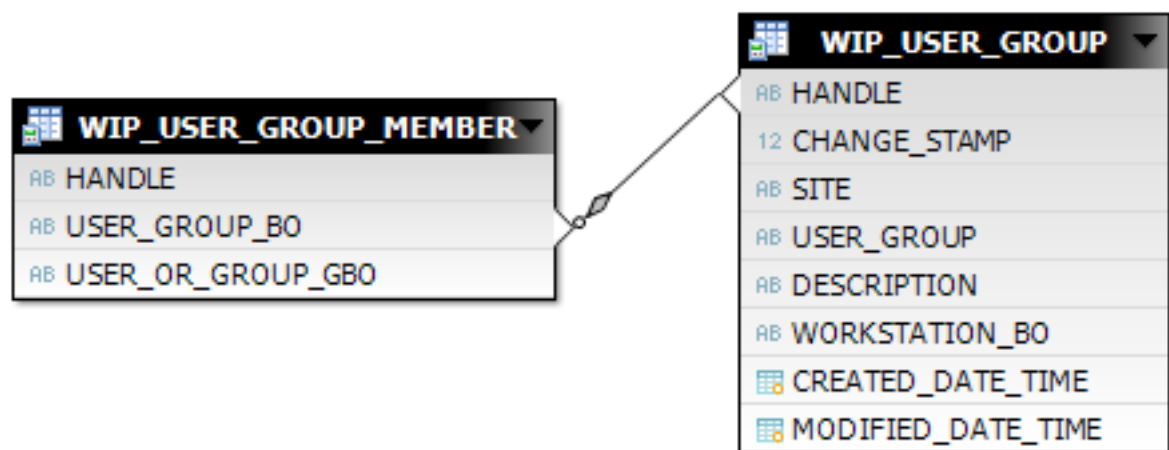 WIP_USER_GROUP_MEMBER
AB HANDLE
AB USER_GROUP_BO
AB USER_OR_GROUP_GBO
WIP_USER_GROUP
AB HANDLE
12 CHANGE_STAMP
AB SITE
AB USER_GROUP
AB DESCRIPTION
AB WORKSTATION_BO
CREATED_DATE_TIME
MODIFIED_DATE_TIME